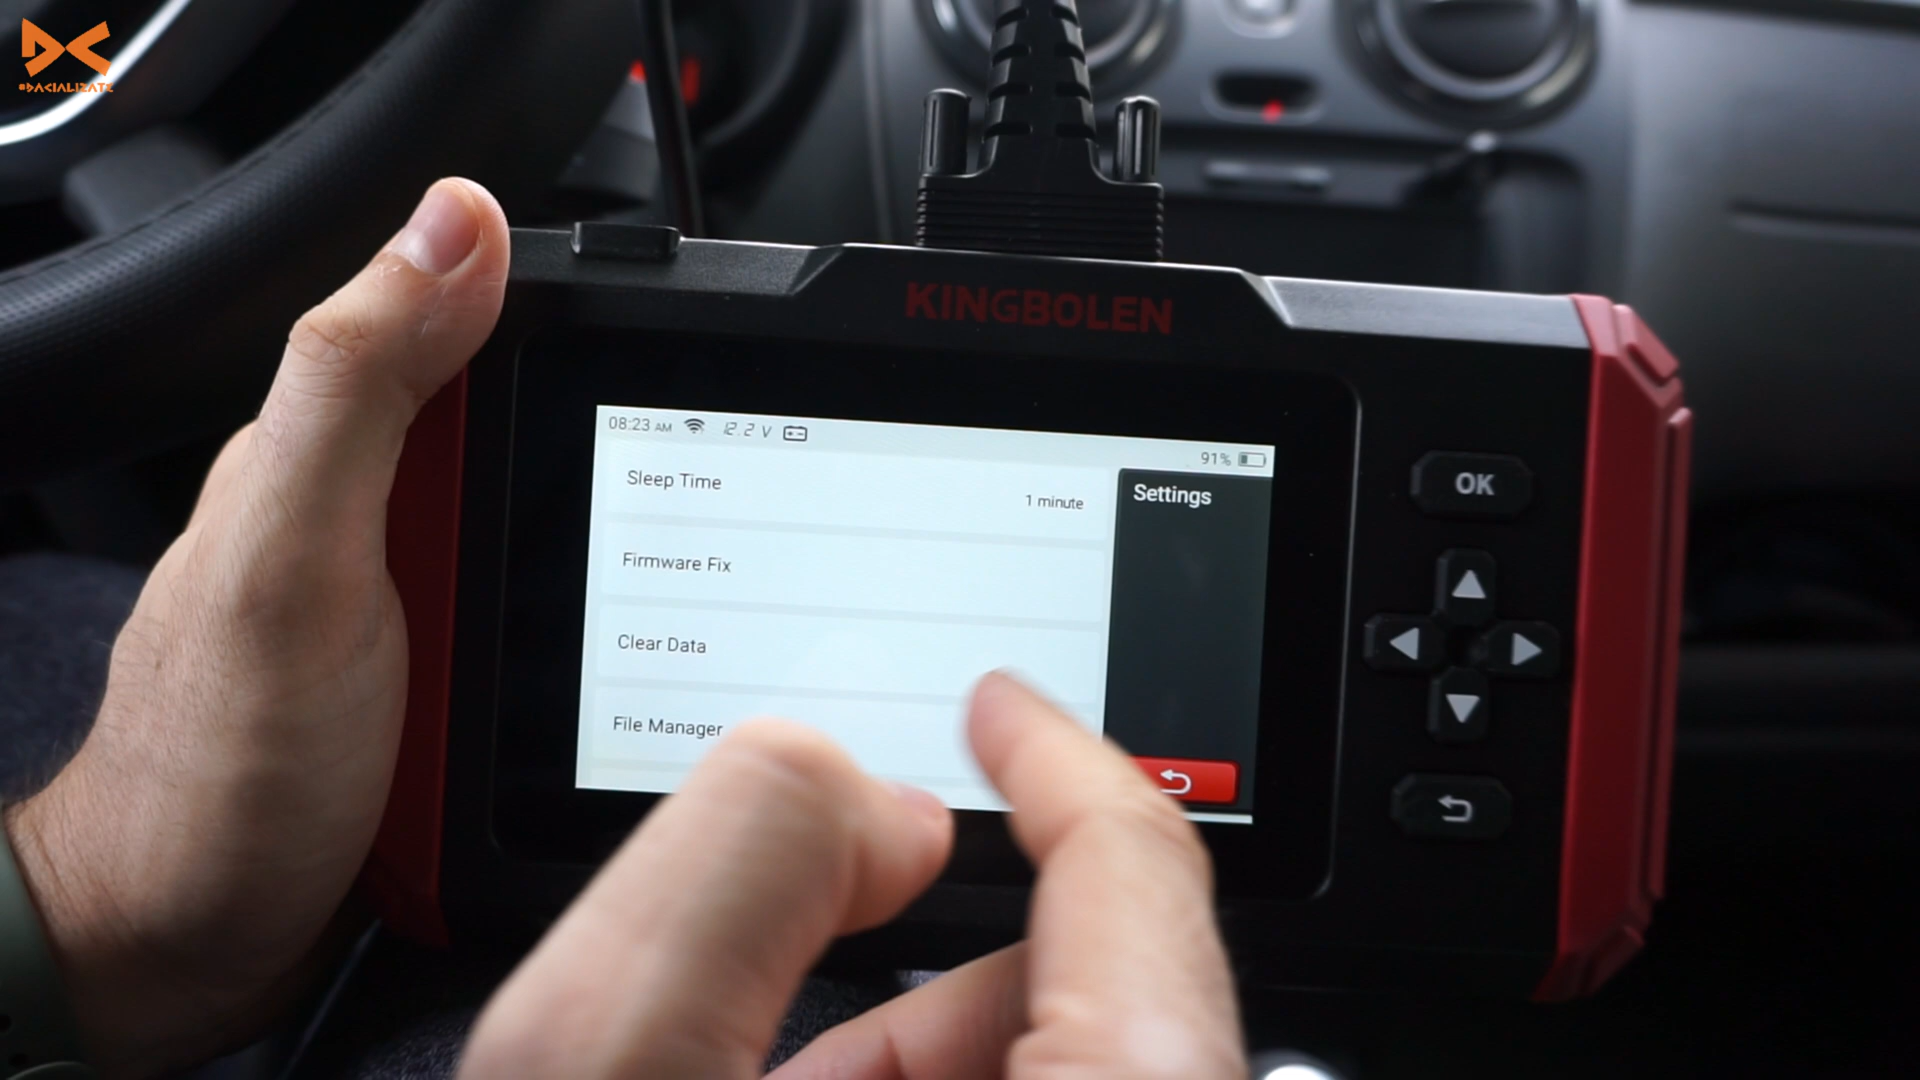 #DACIALIZATZ
KINGBOLEN
08:23 AM 12.2 V
91%
Sleep Time
1 minute
Settings
Firmware Fix
Clear Data
File Manager
OK